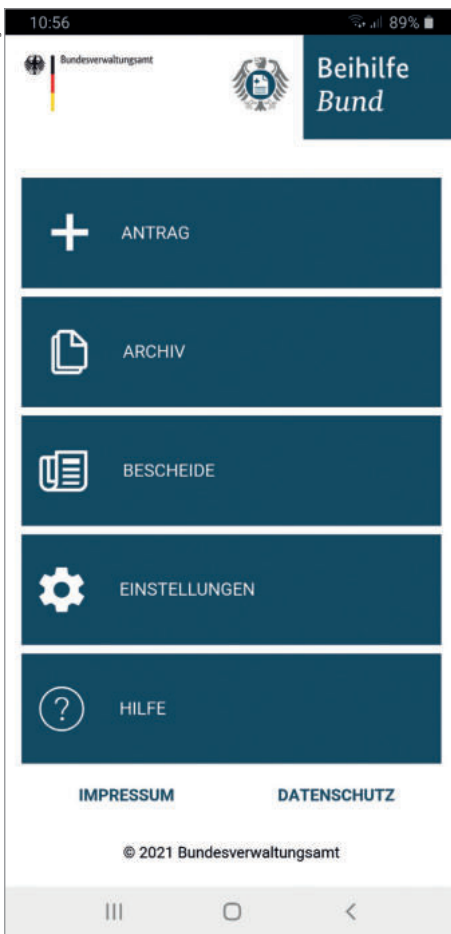 10:56
89%
Bundesverwaltungsamt
Beihilfe
Bund
ANTRAG
ARCHIV
BESCHEIDE
EINSTELLUNGEN
?
HILFE
IMPRESSUM
DATENSCHUTZ
© 2021 Bundesverwaltungsamt